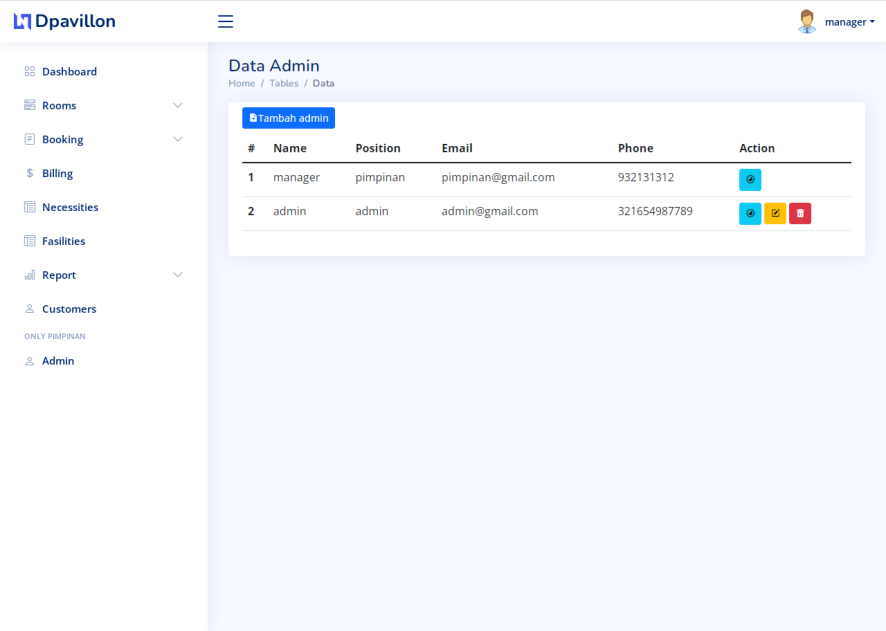 Dpavillon
manager
Dashboard
Rooms
Booking
$ Billing
Necessities
Fasilities
Report
Customers
ONLY PIMPINAN
Admin
Data Admin
Home / Tables / Data
Tambah admin
# Name Position Email Phone Action
1 manager pimpinan pimpinan@gmail.com 932131312
2 admin admin admin@gmail.com 321654987789